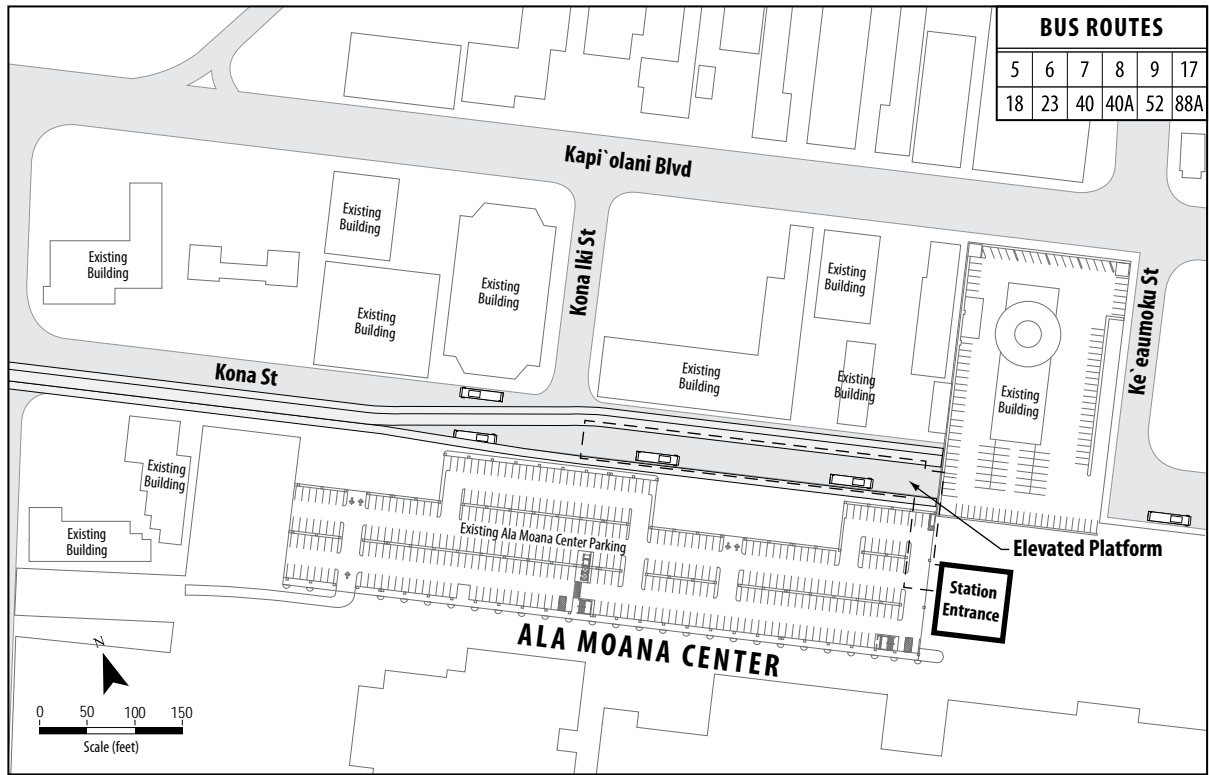 BUS ROUTES
5 6 7 8 9 17
18 23 40 40A 52 88A
Kapi`olani Blvd
Existing
Building
Existing
Building
Existing
Building
Existing
Building
Kona Iki St
Existing
Building
Existing
Building
Existing
Building
Existing
Building
Ke`eaumoku St
Kona St
Existing
Building
Existing
Building
Existing Ala Moana Center Parking
Elevated Platform
Station
Entrance
ALA MOANA CENTER
N
0 50 100 150
Scale (feet)